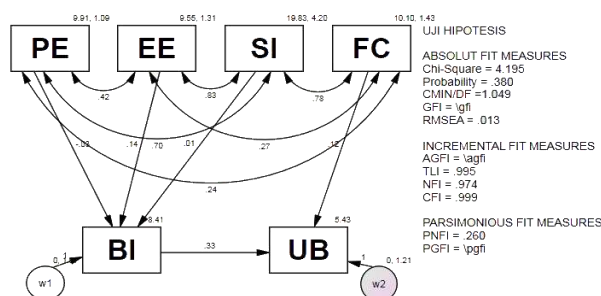 9.91, 1.09
9.55, 1.31
19.83, 4.20
10.10, 1.43
PE
EE
SI
FC
.42
.83
.78
-.03
.14
.70
.01
.27
.12
.24
8.41
5.43
BI
.33
UB
0,
1
w1
1
0, 1.21
w2
UJI HIPOTESIS
ABSOLUT FIT MEASURES
Chi-Square = 4.195
Probability = .380
CMIN/DF =1.049
GFI = \gfi
RMSEA = .013
INCREMENTAL FIT MEASURES
AGFI = \agfi
TLI = .995
NFI = .974
CFI = .999
PARSIMONIOUS FIT MEASURES
PNFI = .260
PGFI = \pgfi